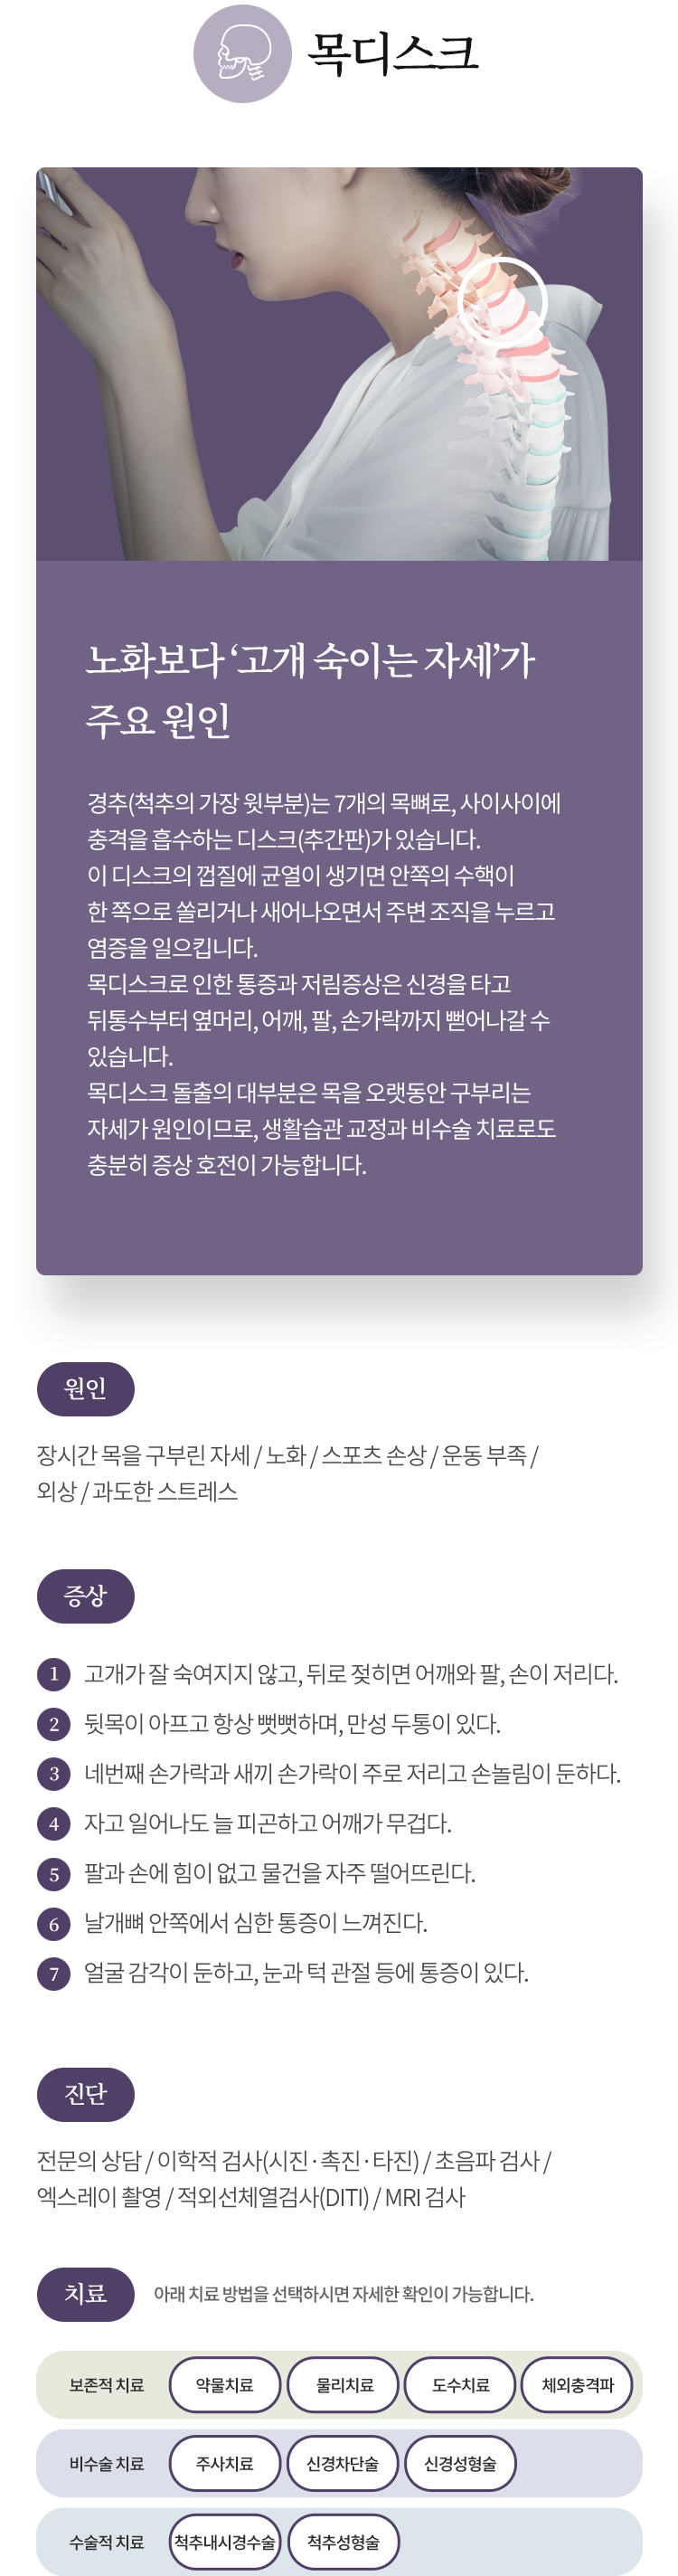 목디스크
노화보다 ‘고개 숙이는 자세’가
주요 원인
경추(척추의 가장 윗부분)는 7개의 목뼈로, 사이사이에
충격을 흡수하는 디스크(추간판)가 있습니다.
이 디스크의 껍질에 균열이 생기면 안쪽의 수핵이
한 쪽으로 쏠리거나 새어나오면서 주변 조직을 누르고
염증을 일으킵니다.
목디스크로 인한 통증과 저림증상은 신경을 타고
뒤통수부터 옆머리, 어깨, 팔, 손가락까지 뻗어나갈 수
있습니다.
목디스크 돌출의 대부분은 목을 오랫동안 구부리는
자세가 원인이므로, 생활습관 교정과 비수술 치료로도
충분히 증상 호전이 가능합니다.
원인
장시간 목을 구부린 자세 / 노화 / 스포츠 손상 / 운동 부족 /
외상 / 과도한 스트레스
증상
1 고개가 잘 숙여지지 않고, 뒤로 젖히면 어깨와 팔, 손이 저리다.
2 뒷목이 아프고 항상 뻣뻣하며, 만성 두통이 있다.
3 네번째 손가락과 새끼 손가락이 주로 저리고 손놀림이 둔하다.
4 자고 일어나도 늘 피곤하고 어깨가 무겁다.
5 팔과 손에 힘이 없고 물건을 자주 떨어뜨린다.
6 날개뼈 안쪽에서 심한 통증이 느껴진다.
7 얼굴 감각이 둔하고, 눈과 턱 관절 등에 통증이 있다.
진단
전문의 상담 / 이학적 검사(시진·촉진·타진) / 초음파 검사 /
엑스레이 촬영 / 적외선체열검사(DITI) / MRI 검사
치료 아래 치료 방법을 선택하시면 자세한 확인이 가능합니다.
보존적 치료 약물치료 물리치료 도수치료 체외충격파
비수술 치료 주사치료 신경차단술 신경성형술
수술적 치료 척추내시경수술 척추성형술